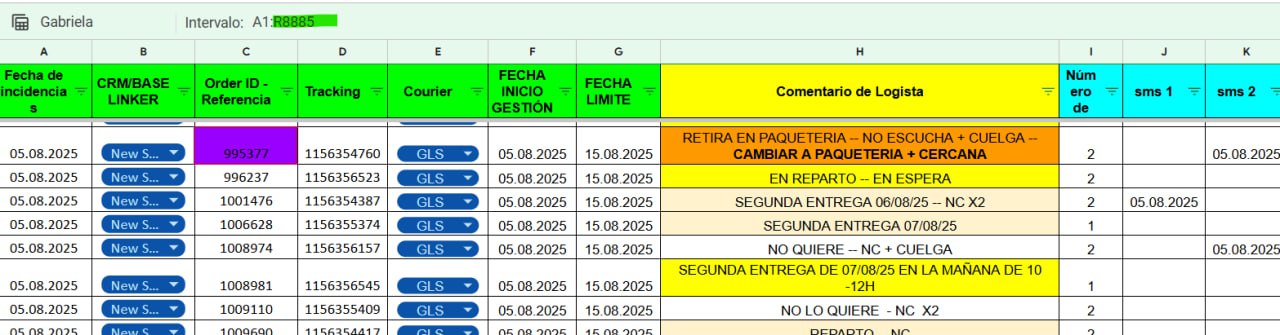 Gabriela Intervalo: A1:R8885
A B C D E F G H I J K
Fecha de incidencia s CRM/BASE LINKER Order ID - Referencia Tracking Courier FECHA INICIO GESTIÓN FECHA LIMITE Comentario de Logista Núm ero de sms 1 sms 2
05.08.2025 New S... 995377 1156354760 GLS 05.08.2025 15.08.2025 RETIRA EN PAQUETERIA -- NO ESCUCHA + CUELGA -- CAMBIAR A PAQUETERIA + CERCANA 2 05.08.2025
05.08.2025 New S... 996237 1156356523 GLS 05.08.2025 15.08.2025 EN REPARTO -- EN ESPERA 2
05.08.2025 New S... 1001476 1156354387 GLS 05.08.2025 15.08.2025 SEGUNDA ENTREGA 06/08/25 -- NC X2 2 05.08.2025
05.08.2025 New S... 1006628 1156355374 GLS 05.08.2025 15.08.2025 SEGUNDA ENTREGA 07/08/25 1
05.08.2025 New S... 1008974 1156356157 GLS 05.08.2025 15.08.2025 NO QUIERE -- NC + CUELGA 2 05.08.2025
05.08.2025 New S... 1008981 1156356545 GLS 05.08.2025 15.08.2025 SEGUNDA ENTREGA DE 07/08/25 EN LA MAÑANA DE 10 -12H 1
05.08.2025 New S... 1009110 1156355409 GLS 05.08.2025 15.08.2025 NO LO QUIERE - NC X2 2
05.08.2025 New S... 1009690 1156354417 GLS 05.08.2025 15.08.2025 REPARTO -- NC 2